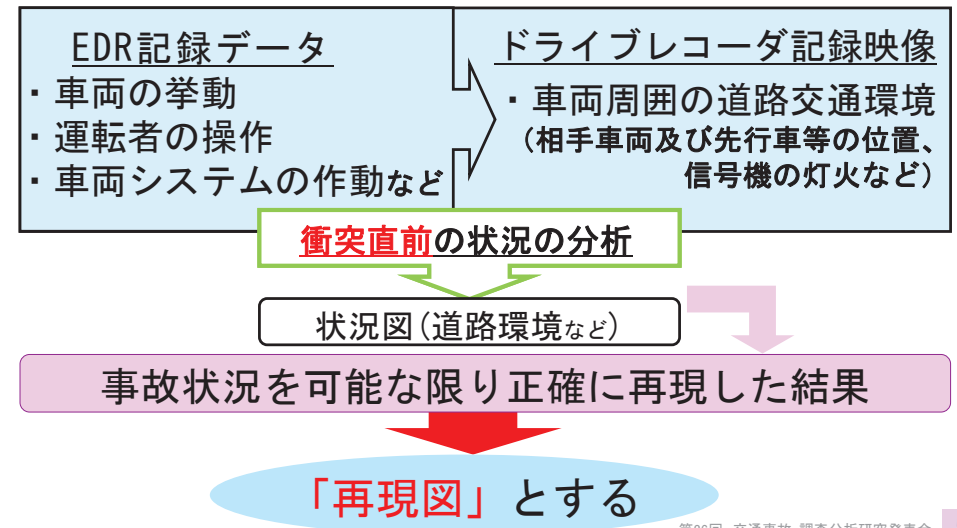 EDR記録データ
・車両の挙動
・運転者の操作
・車両システムの作動など
ドライブレコーダ記録映像
・車両周囲の道路交通環境
（相手車両及び先行車等の位置、
信号機の灯火など）
衝突直前の状況の分析
状況図（道路環境など）
事故状況を可能な限り正確に再現した結果
「再現図」とする